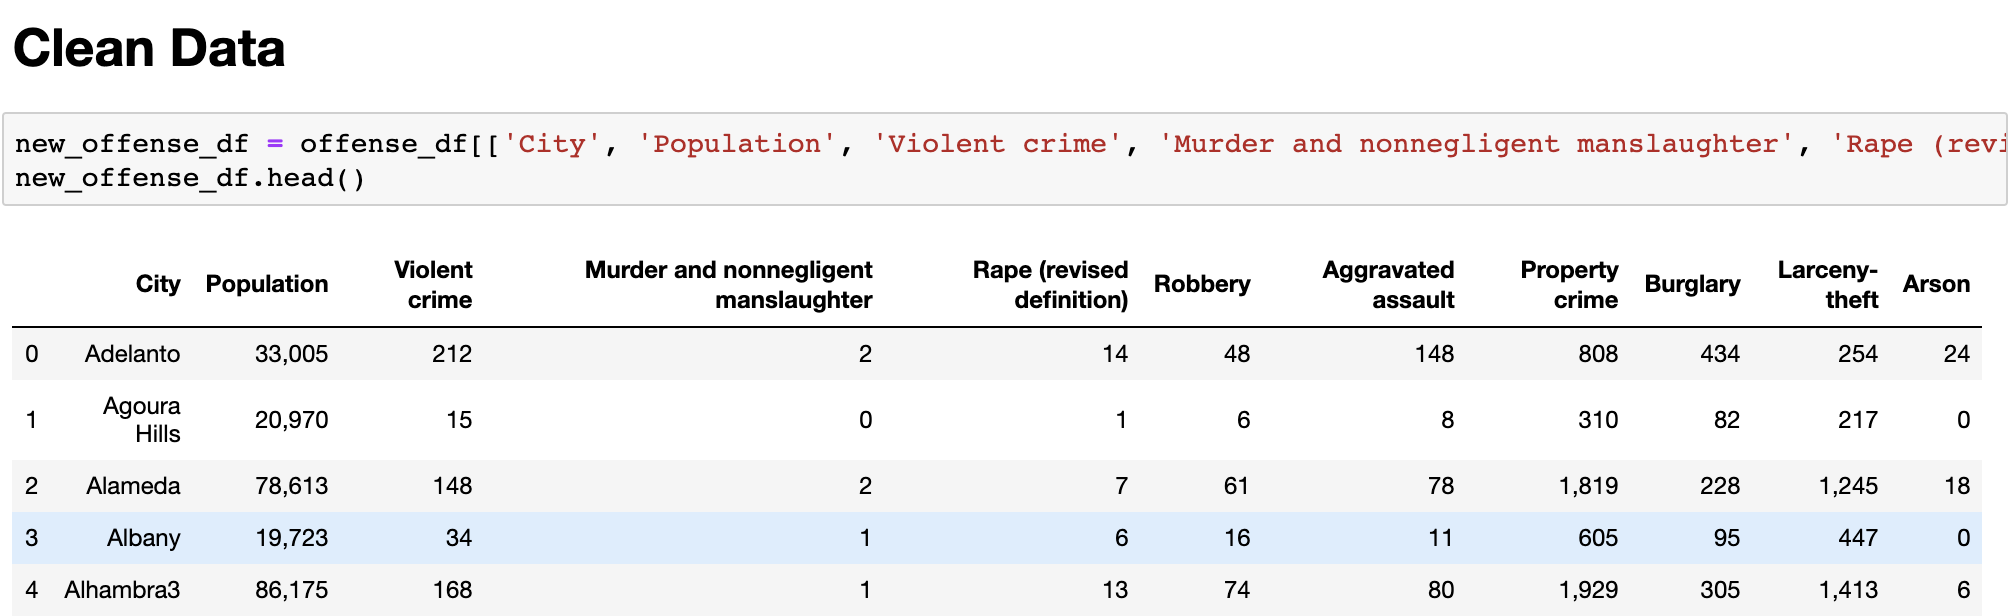 Clean Data
new_offense_df = offense_df[['City', 'Population', 'Violent crime', 'Murder and nonnegligent manslaughter', 'Rape (revi
new_offense_df.head()
City Population Violent crime Murder and nonnegligent manslaughter Rape (revised definition) Robbery Aggravated assault Property crime Burglary Larceny-theft Arson
0 Adelanto 33,005 212 2 14 48 148 808 434 254 24
1 Agoura Hills 20,970 15 0 1 6 8 310 82 217 0
2 Alameda 78,613 148 2 7 61 78 1,819 228 1,245 18
3 Albany 19,723 34 1 6 16 11 605 95 447 0
4 Alhambra3 86,175 168 1 13 74 80 1,929 305 1,413 6